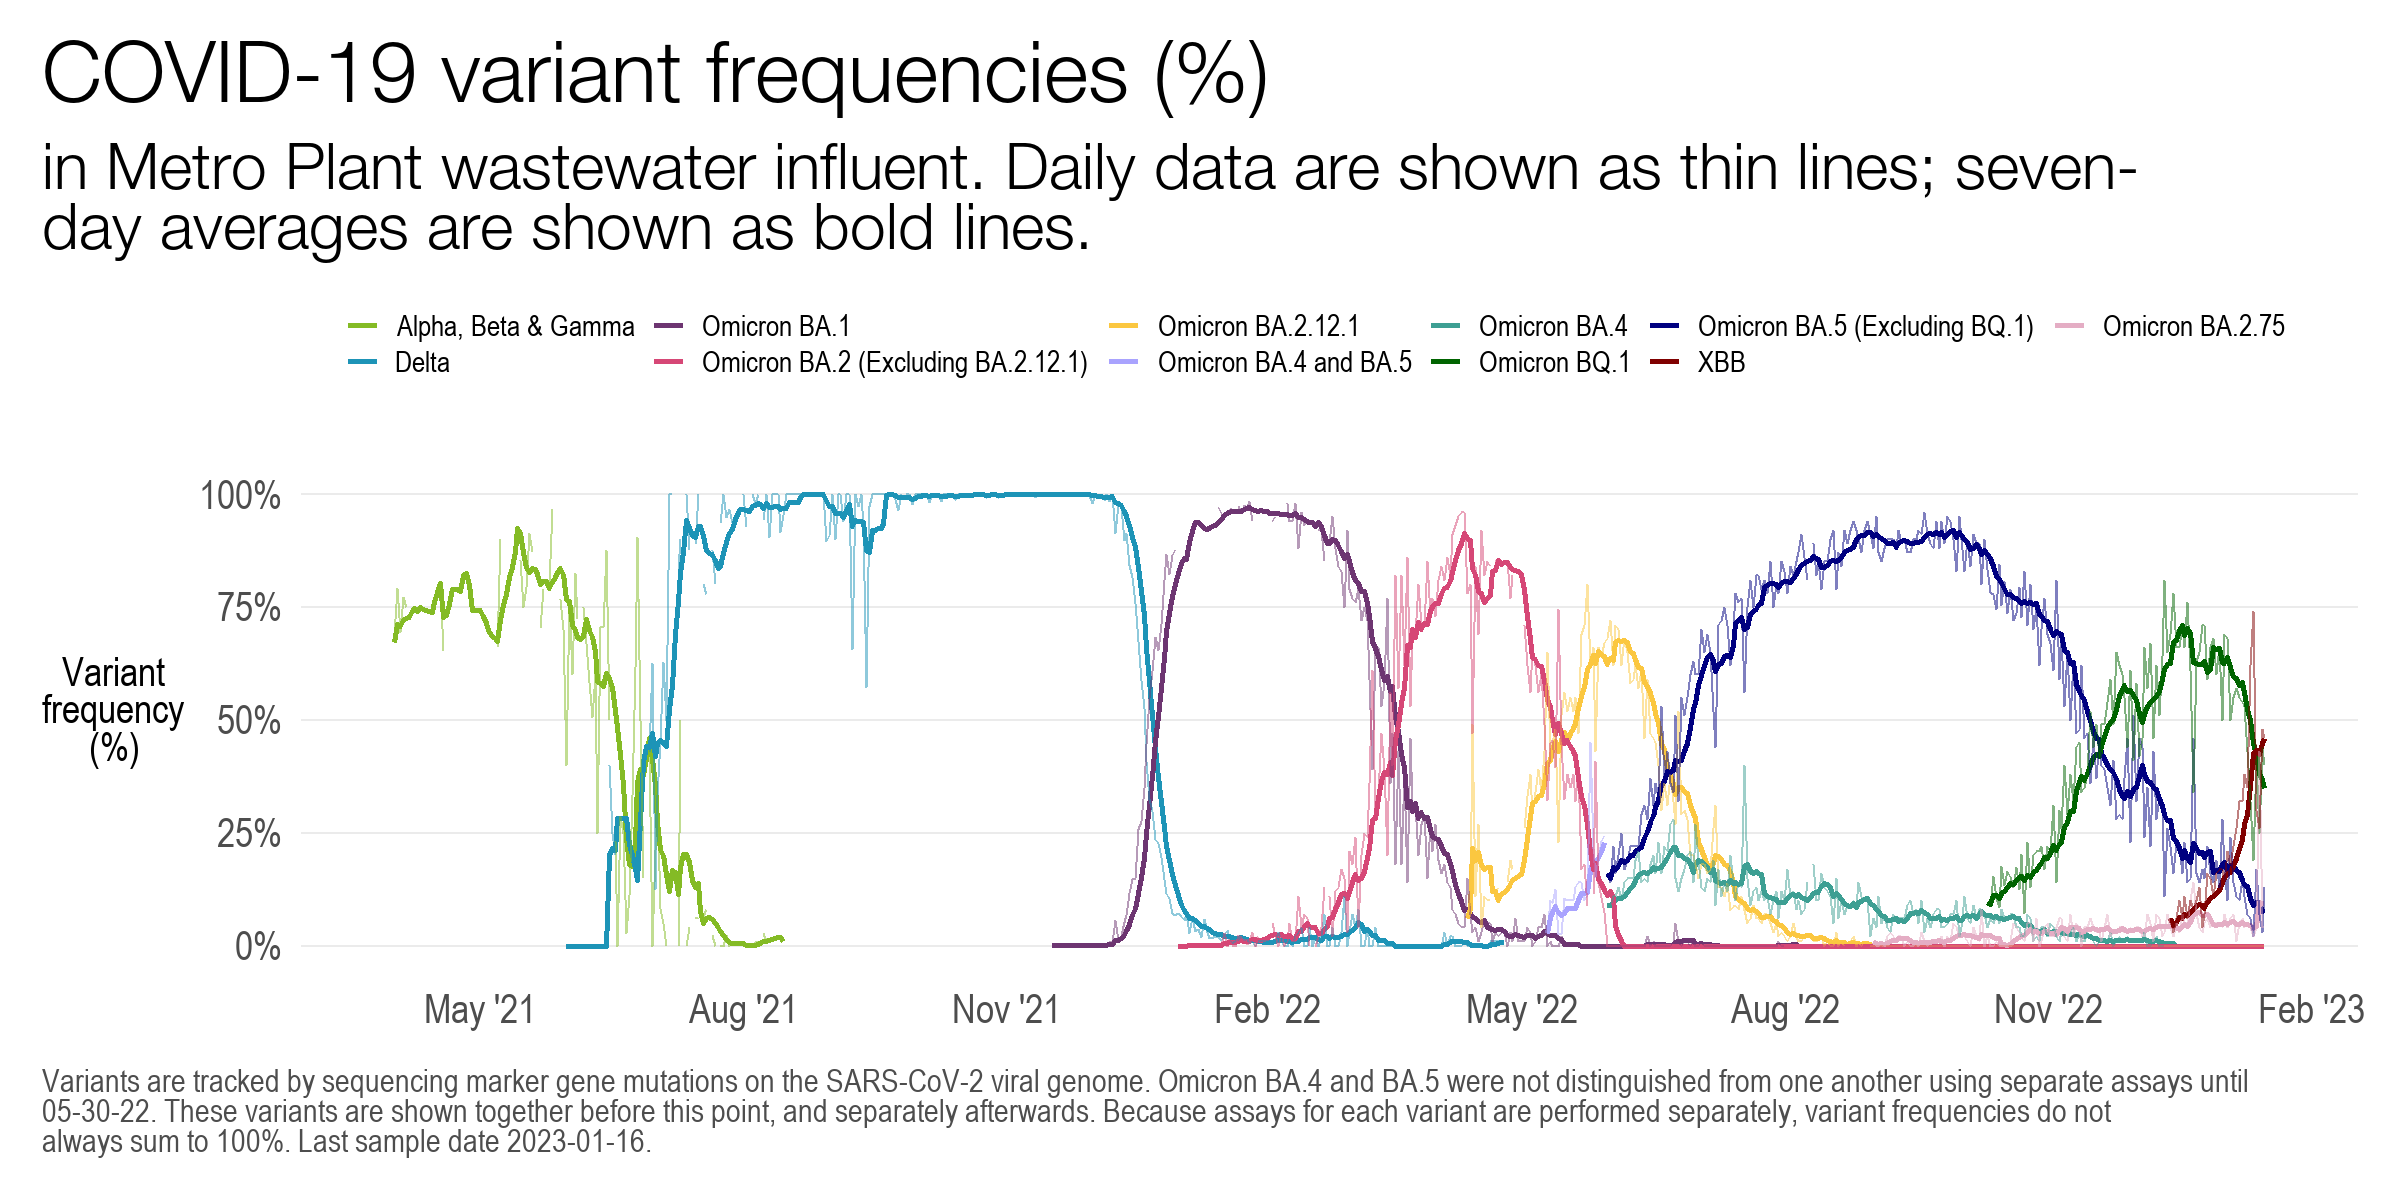 COVID-19 variant frequencies (%)
in Metro Plant wastewater influent. Daily data are shown as thin lines; seven-
day averages are shown as bold lines.
Alpha, Beta & Gamma
Omicron BA.1
Omicron BA.2.12.1
Omicron BA.4
Omicron BA.5 (Excluding BQ.1)
Omicron BA.2.75
Delta
Omicron BA.2 (Excluding BA.2.12.1)
Omicron BA.4 and BA.5
Omicron BQ.1
XBB
100%
75%
Variant
frequency
(%)
50%
25%
0%
May '21
Aug '21
Nov '21
Feb '22
May '22
Aug '22
Nov '22
Feb '23
Variants are tracked by sequencing marker gene mutations on the SARS-CoV-2 viral genome. Omicron BA.4 and BA.5 were not distinguished from one another using separate assays until
05-30-22. These variants are shown together before this point, and separately afterwards. Because assays for each variant are performed separately, variant frequencies do not
always sum to 100%. Last sample date 2023-01-16.